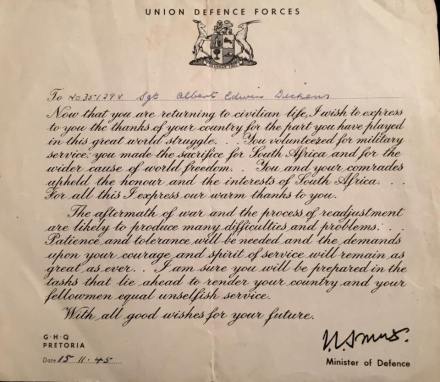 UNION DEFENCE FORCES
To No 35129V Sgt Albert Edwin Dickens
Now that you are returning to civilian life, I wish to express
to you the thanks of your country for the part you have played
in this great world struggle. . . You volunteered for military
service; you made the sacrifice for South Africa and for the
wider cause of world freedom. . You and your comrades
upheld the honour and the interests of South Africa. . .
For all this I express our warm thanks to you.
The aftermath of war and the process of readjustment
are likely to produce many difficulties and problems. .
Patience and tolerance will be needed and the demands
upon your courage and spirit of service will remain as
great as ever. . I am sure you will be prepared in the
tasks that lie ahead to render your country and your
fellowmen equal unselfish service.
With all good wishes for your future.
G·H·Q
PRETORIA
Date 15·11·45
Minister of Defence